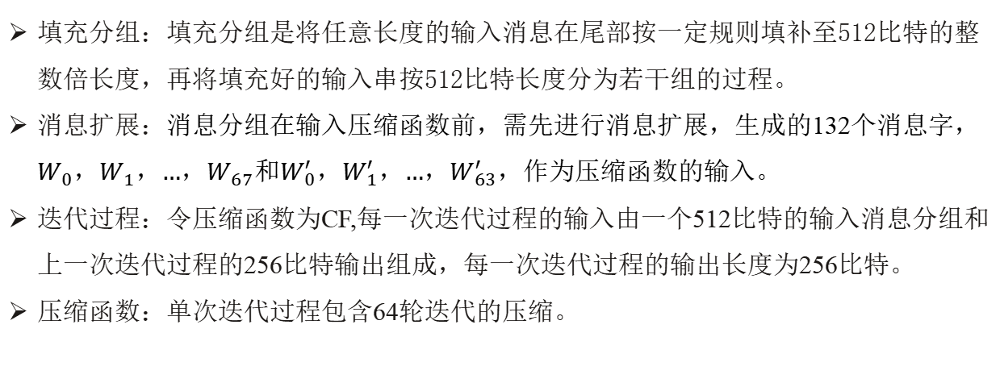 ➢ 填充分组：填充分组是将任意长度的输入消息在尾部按一定规则填补至512比特的整
数倍长度，再将填充好的输入串按512比特长度分为若干组的过程。
➢ 消息扩展：消息分组在输入压缩函数前，需先进行消息扩展，生成的132个消息字，
W₀，W₁，…，W₆₇和W′₀，W′₁，…，W′₆₃，作为压缩函数的输入。
➢ 迭代过程：令压缩函数为CF,每一次迭代过程的输入由一个512比特的输入消息分组和
上一次迭代过程的256比特输出组成，每一次迭代过程的输出长度为256比特。
➢ 压缩函数：单次迭代过程包含64轮迭代的压缩。